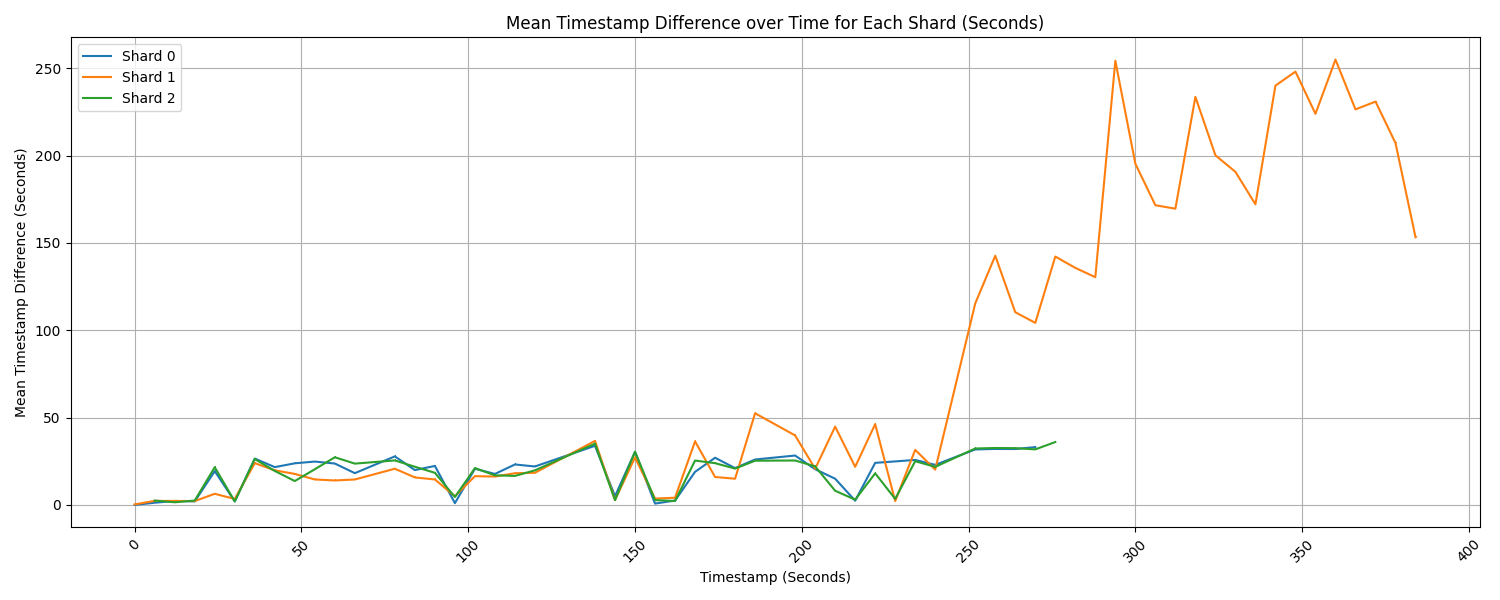 Mean Timestamp Difference over Time for Each Shard (Seconds)
Shard 0
Shard 1
Shard 2
Mean Timestamp Difference (Seconds)
250
200
150
100
50
0
0
50
100
150
200
250
300
350
400
Timestamp (Seconds)